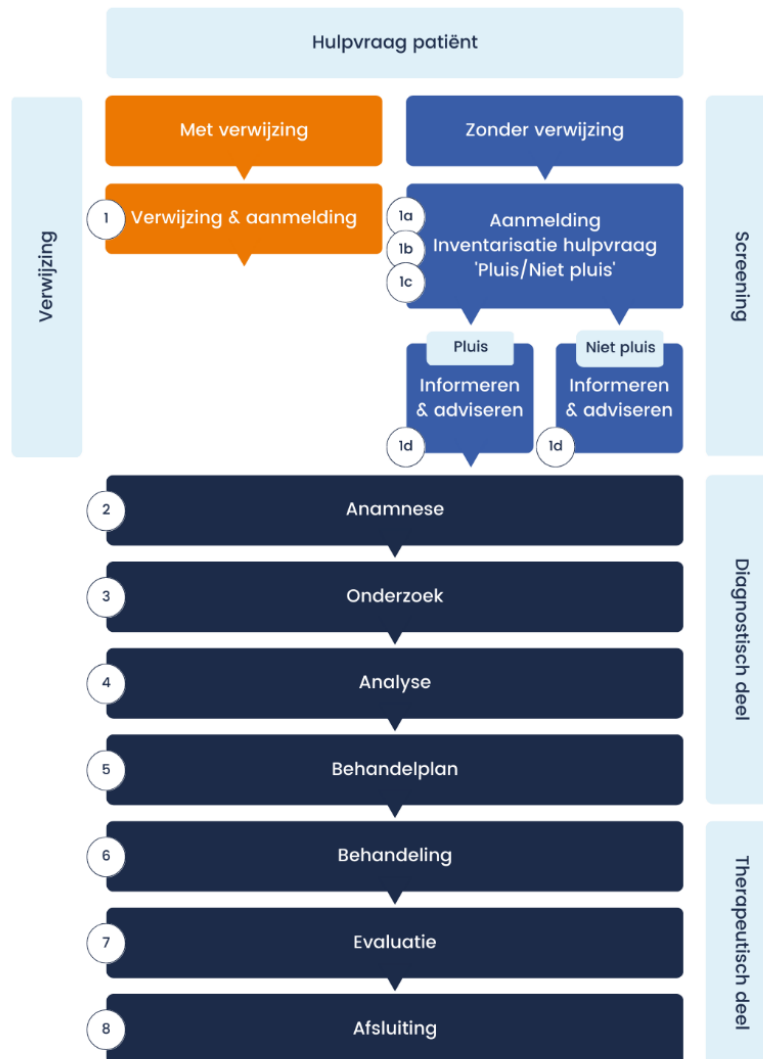 Hulpvraag patiënt
Verwijzing
Met verwijzing
Zonder verwijzing
Screening
1
Verwijzing & aanmelding
1a
1b
1c
Aanmelding
Inventarisatie hulpvraag
'Pluis/Niet pluis'
Pluis
Informeren
& adviseren
1d
Niet pluis
Informeren
& adviseren
1d
2
Anamnese
Diagnostisch deel
3
Onderzoek
4
Analyse
5
Behandelplan
6
Behandeling
Therapeutisch deel
7
Evaluatie
8
Afsluiting